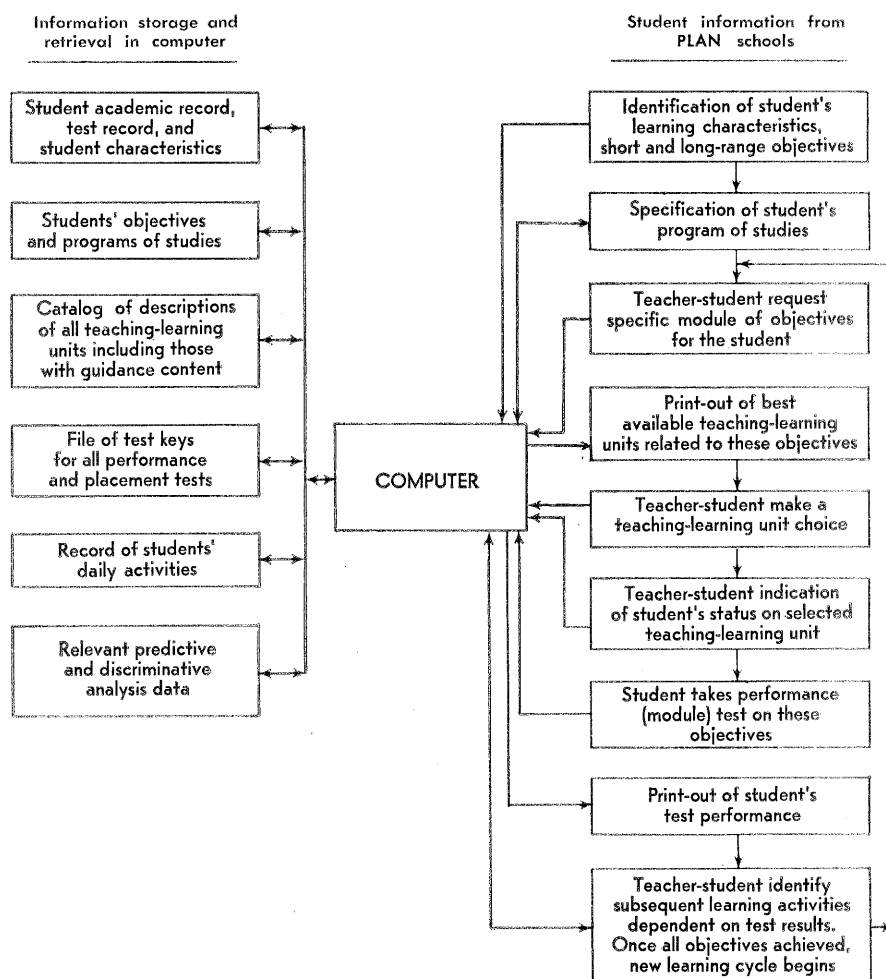 Information storage and
retrieval in computer
Student academic record,
test record, and
student characteristics
Students' objectives
and programs of studies
Catalog of descriptions
of all teaching-learning
units including those
with guidance content
File of test keys
for all performance
and placement tests
Record of students'
daily activities
Relevant predictive
and discriminative
analysis data
COMPUTER
Student information from
PLAN schools
Identification of student's
learning characteristics,
short and long-range objectives
Specification of student's
program of studies
Teacher-student request
specific module of objectives
for the student
Print-out of best
available teaching-learning
units related to these objectives
Teacher-student make a
teaching-learning unit choice
Teacher-student indication
of student's status on selected
teaching-learning unit
Student takes performance
(module) test on these
objectives
Print-out of student's
test performance
Teacher-student identify
subsequent learning activities
dependent on test results.
Once all objectives achieved,
new learning cycle begins